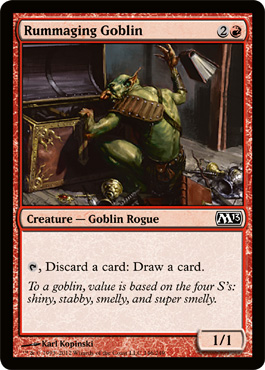 Rummaging Goblin 2
Creature — Goblin Rogue M13
, Discard a card: Draw a card.
To a goblin, value is based on the four S's:
shiny, stabby, smelly, and super smelly.
Karl Kopinski
1/1